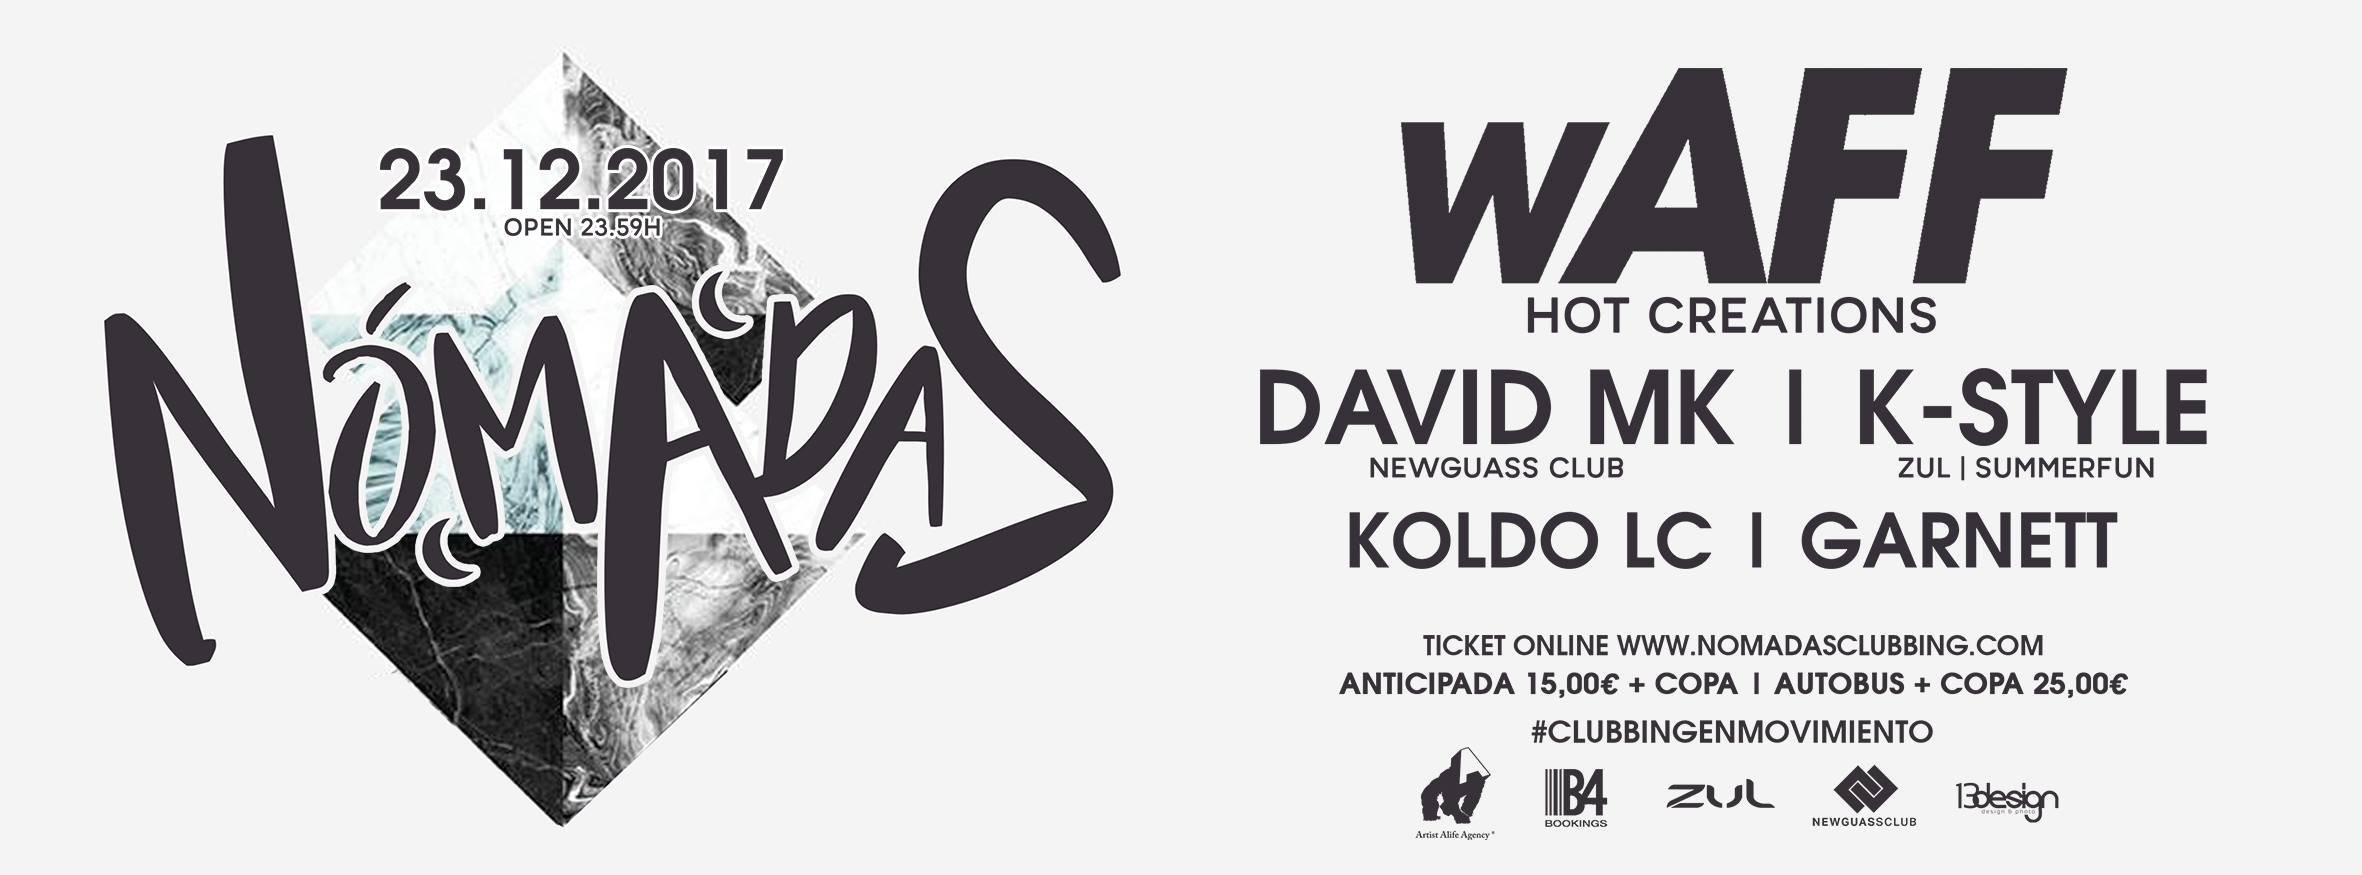 23.12.2017
OPEN 23.59H
NÓMADAS
wAFF
HOT CREATIONS
DAVID MK | K-STYLE
NEWGUASS CLUB ZUL | SUMMERFUN
KOLDO LC | GARNETT
TICKET ONLINE WWW.NOMADASCLUBBING.COM
ANTICIPADA 15,00€ + COPA | AUTOBUS + COPA 25,00€
#CLUBBINGENMOVIMIENTO
Artist Alife Agency®
B4
BOOKINGS
ZUL
NEWGUASSCLUB
13design
design & photo